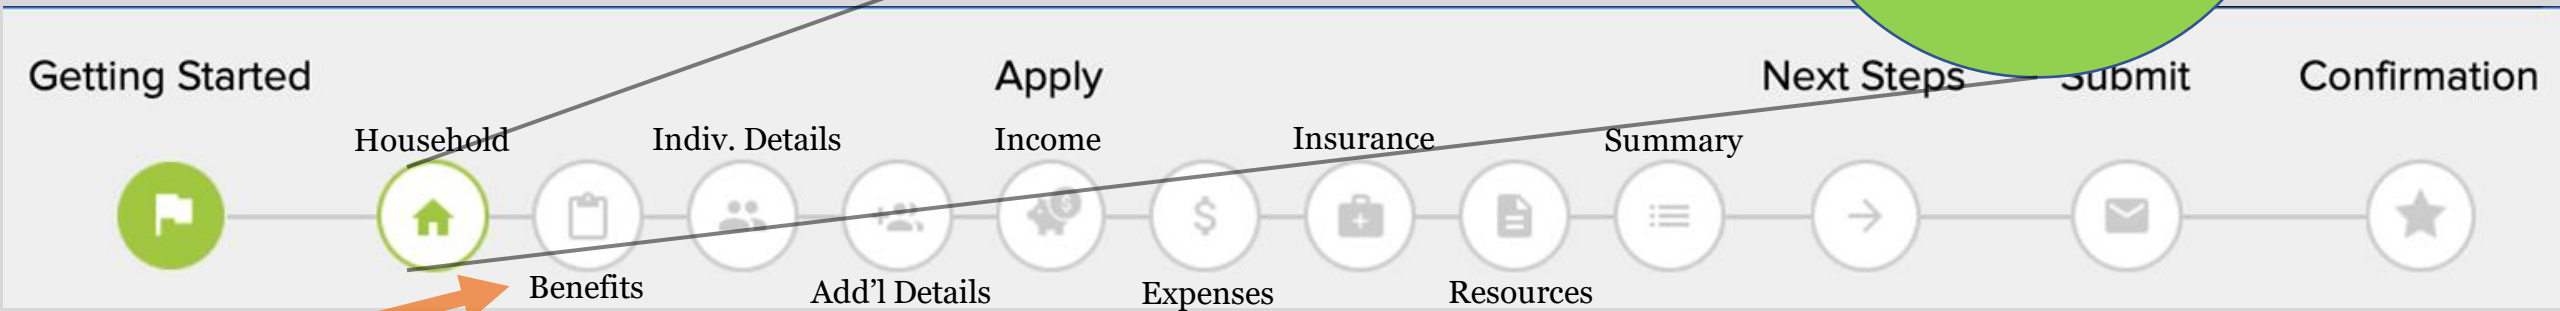 Getting Started
Apply
Next Steps
Submit
Confirmation
Household
Indiv. Details
Income
Insurance
Summary
Benefits
Add’l Details
Expenses
Resources